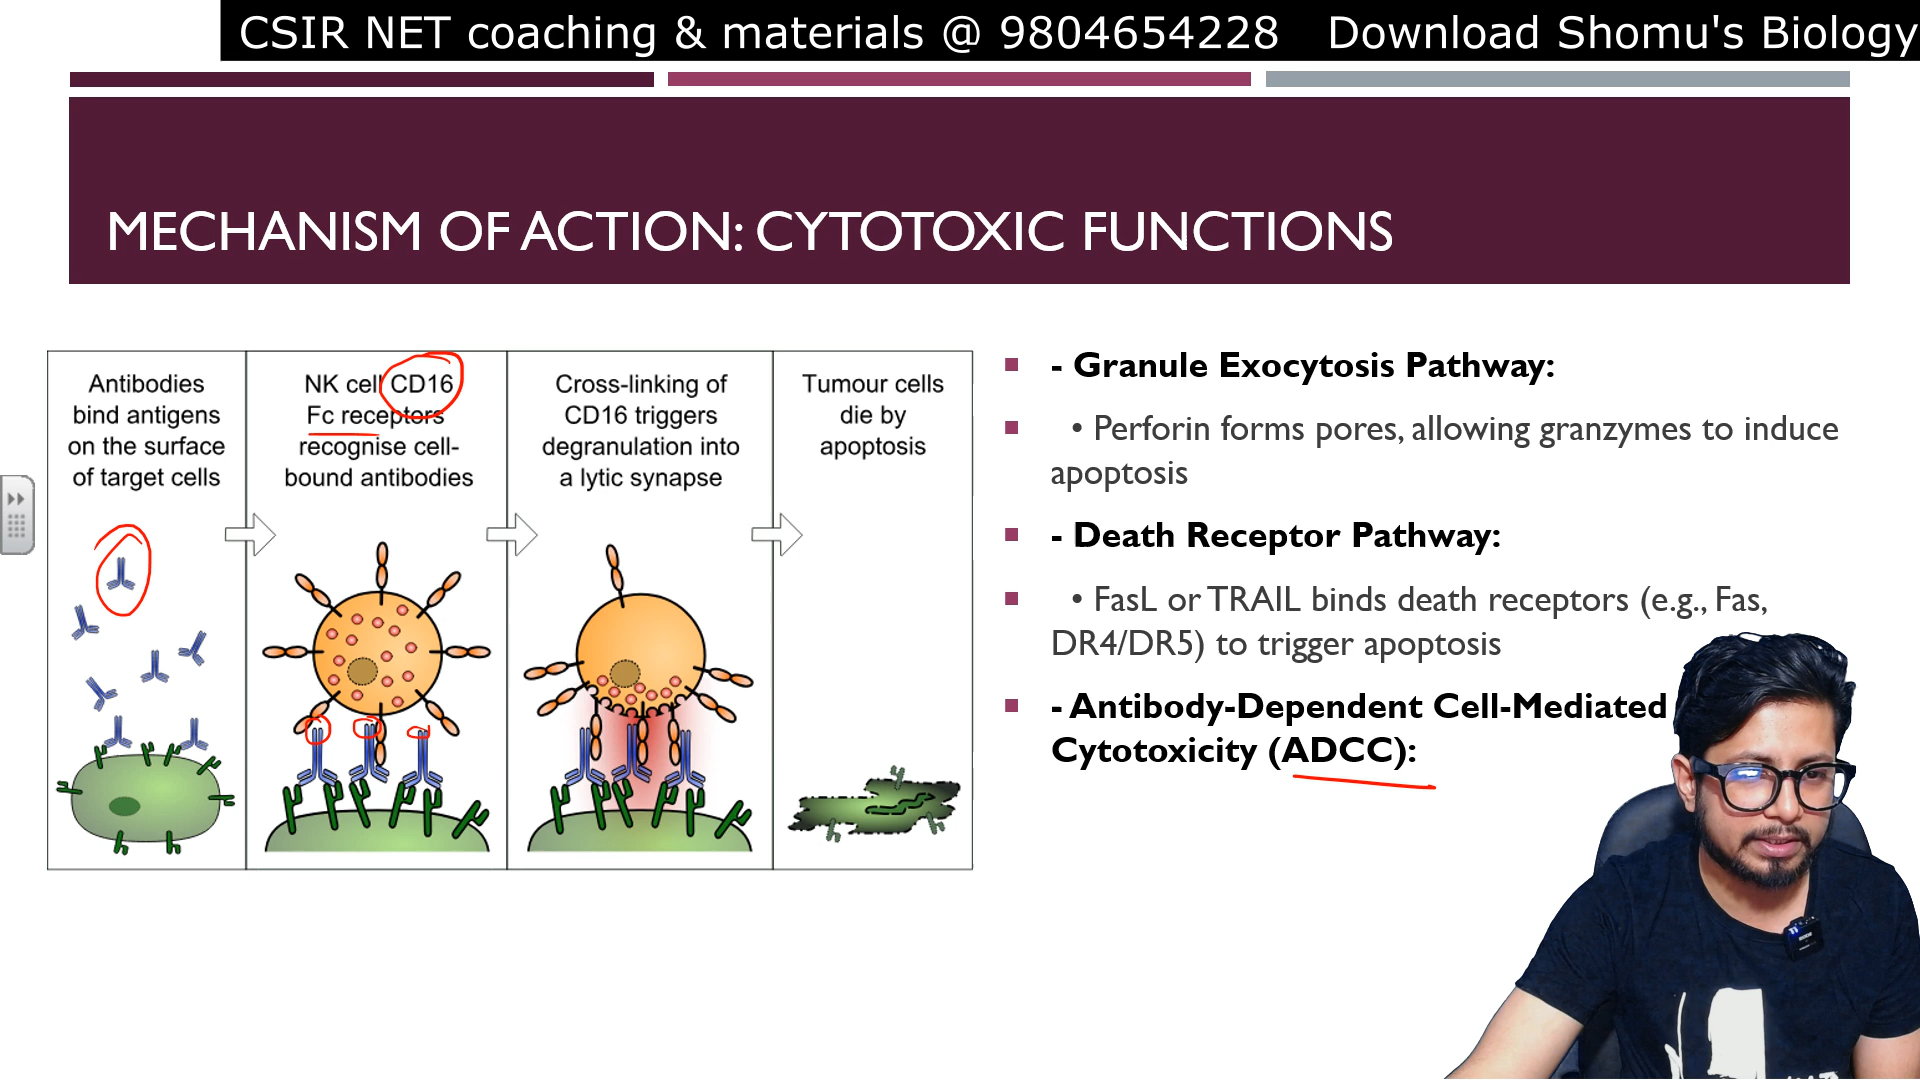 CSIR NET coaching & materials @ 9804654228 Download Shomu's Biology
MECHANISM OF ACTION: CYTOTOXIC FUNCTIONS
Antibodies
bind antigens
on the surface
of target cells
NK cell CD16
Fc receptors
recognise cell-
bound antibodies
Cross-linking of
CD16 triggers
degranulation into
a lytic synapse
Tumour cells
die by
apoptosis
- Granule Exocytosis Pathway:
• Perforin forms pores, allowing granzymes to induce
apoptosis
- Death Receptor Pathway:
• FasL or TRAIL binds death receptors (e.g., Fas,
DR4/DR5) to trigger apoptosis
- Antibody-Dependent Cell-Mediated
Cytotoxicity (ADCC):